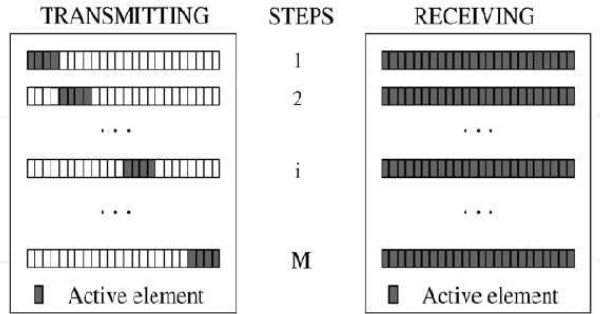 TRANSMITTING STEPS RECEIVING
1
2
. . . . . .
i
. . . . . .
M
Active element Active element